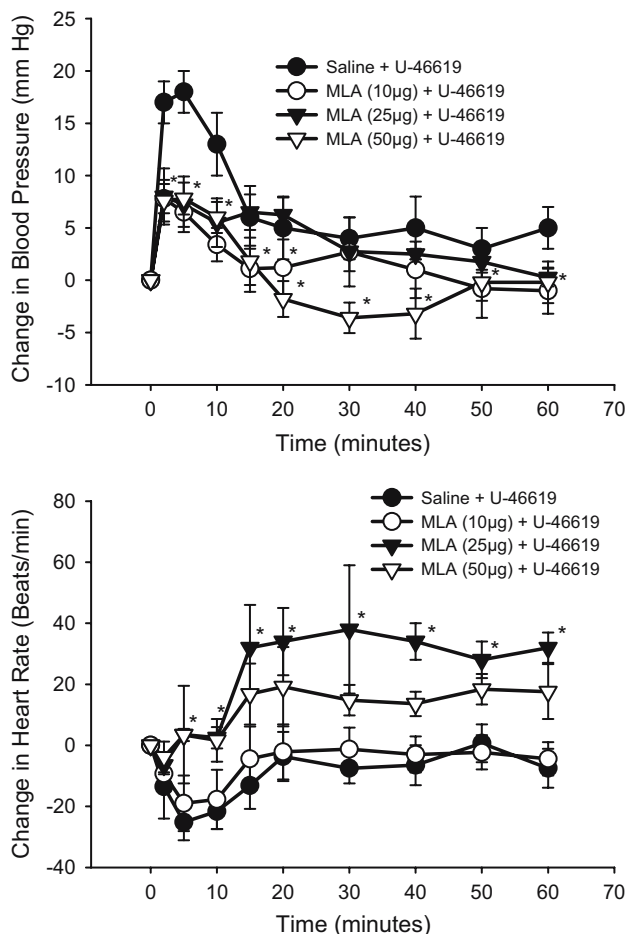 Change in Blood Pressure (mm Hg)
25
20
15
10
5
0
-5
-10
Saline + U-46619
MLA (10µg) + U-46619
MLA (25µg) + U-46619
MLA (50µg) + U-46619
* * * * * * * * *
0 10 20 30 40 50 60 70
Time (minutes)
Change in Heart Rate (Beats/min)
80
60
40
20
0
-20
-40
Saline + U-46619
MLA (10µg) + U-46619
MLA (25µg) + U-46619
MLA (50µg) + U-46619
* * * * * * * *
0 10 20 30 40 50 60 70
Time (minutes)